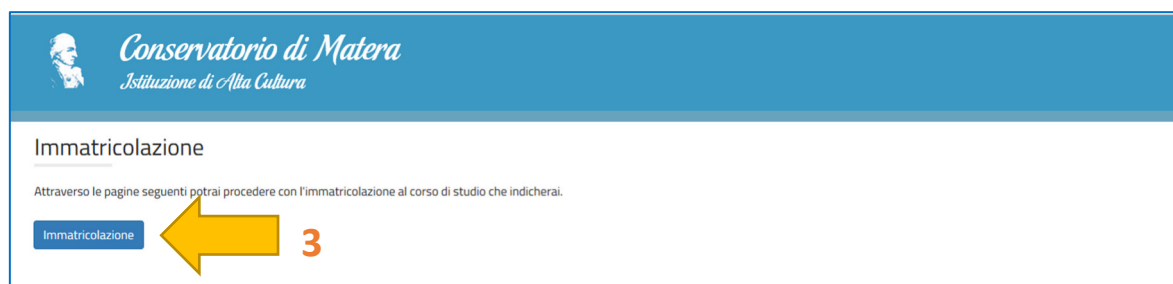 Conservatorio di Matera
Istituzione di Alta Cultura
Immatricolazione
Attraverso le pagine seguenti potrai procedere con l'immatricolazione al corso di studio che indicherai.
Immatricolazione
3